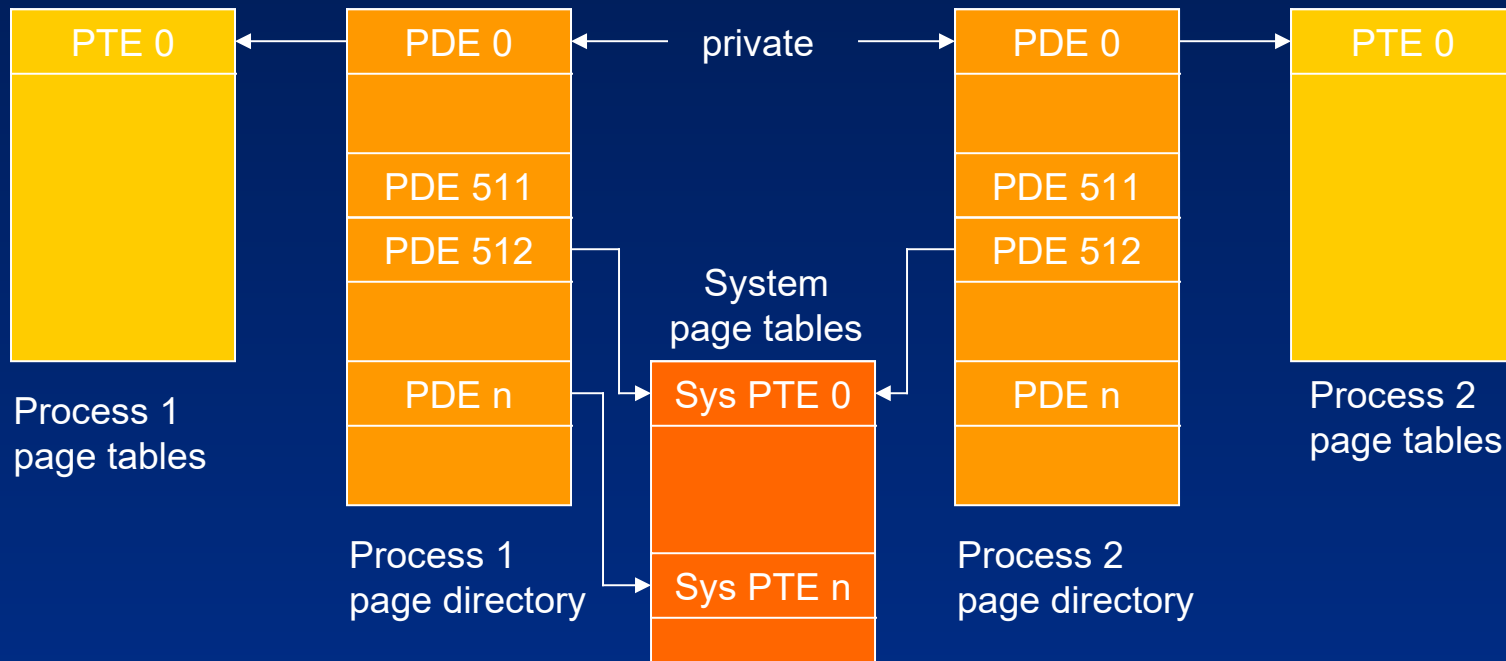 PTE 0
PDE 0
private
PDE 0
PTE 0
PDE 511
PDE 511
PDE 512
PDE 512
System
page tables
PDE n
Sys PTE 0
PDE n
Process 1
page tables
Process 2
page tables
Process 1
page directory
Sys PTE n
Process 2
page directory